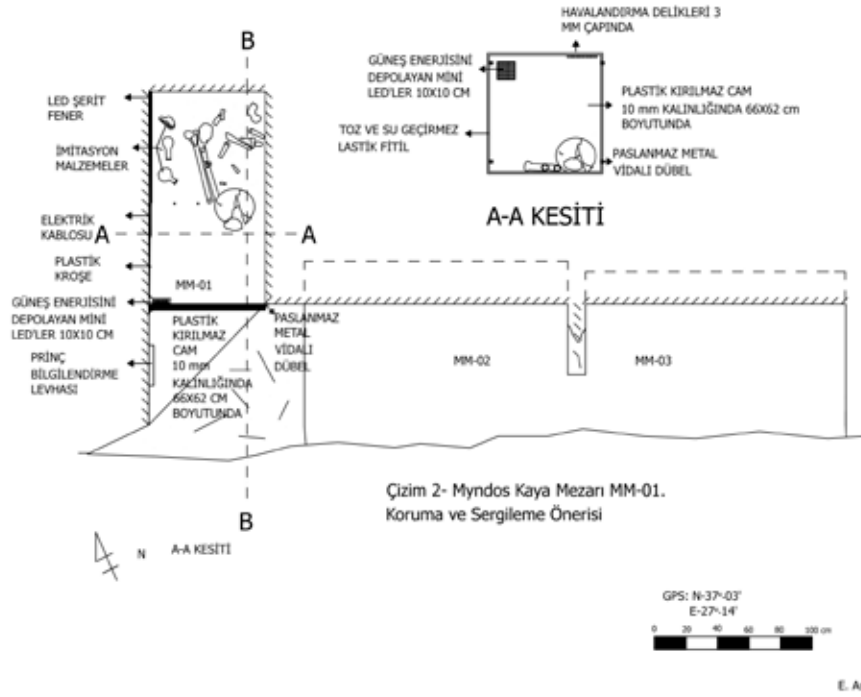 B
HAVALANDIRMA DELİKLERİ 3
MM ÇAPINDA
GÜNEŞ ENERJİSİNİ
DEPOLAYAN MİNİ
LED'LER 10X10 CM
PLASTİK KIRILMAZ CAM
10 mm KALINLIĞINDA 66X62 cm
BOYUTUNDA
TOZ VE SU GEÇİRMEZ
LASTİK FİTİL
PASLANMAZ METAL
VİDALI DÜBEL
A-A KESİTİ
LED ŞERİT
FENER
İMİTASYON
MALZEMELER
ELEKTRİK
KABLOSU
A
A
PLASTİK
KROŞE
MM-01
GÜNEŞ ENERJİSİNİ
DEPOLAYAN MİNİ
LED'LER 10X10 CM
PRİNÇ
BİLGİLENDİRME
LEVHASI
PLASTİK
KIRILMAZ
CAM
10 mm
KALINLIĞINDA
66X62 CM
BOYUTUNDA
PASLANMAZ
METAL
VİDALI
DÜBEL
MM-02
MM-03
B
Çizim 2- Myndos Kaya Mezarı MM-01.
Koruma ve Sergileme Önerisi
N
A-A KESİTİ
GPS: N-37º-03'
E-27º-14'
0 20 40 60 80 100 cm